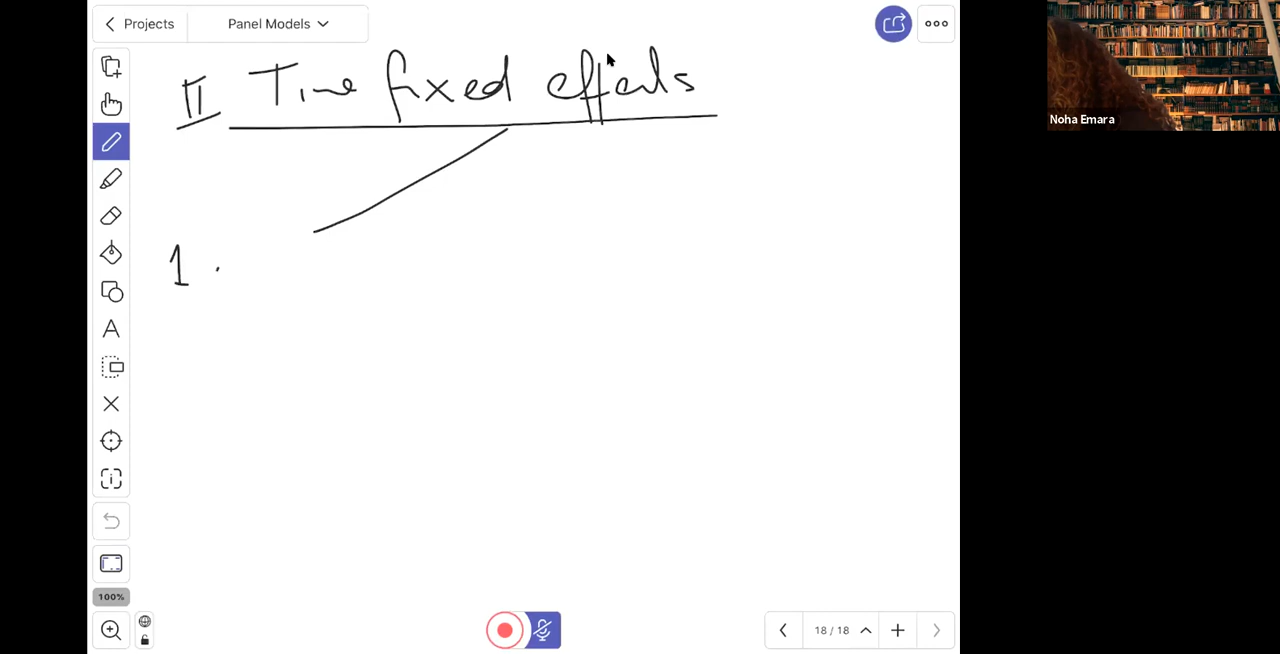 Projects
Panel Models
II Time fixed effects
Noha Emara
1.
A
100%
18 / 18